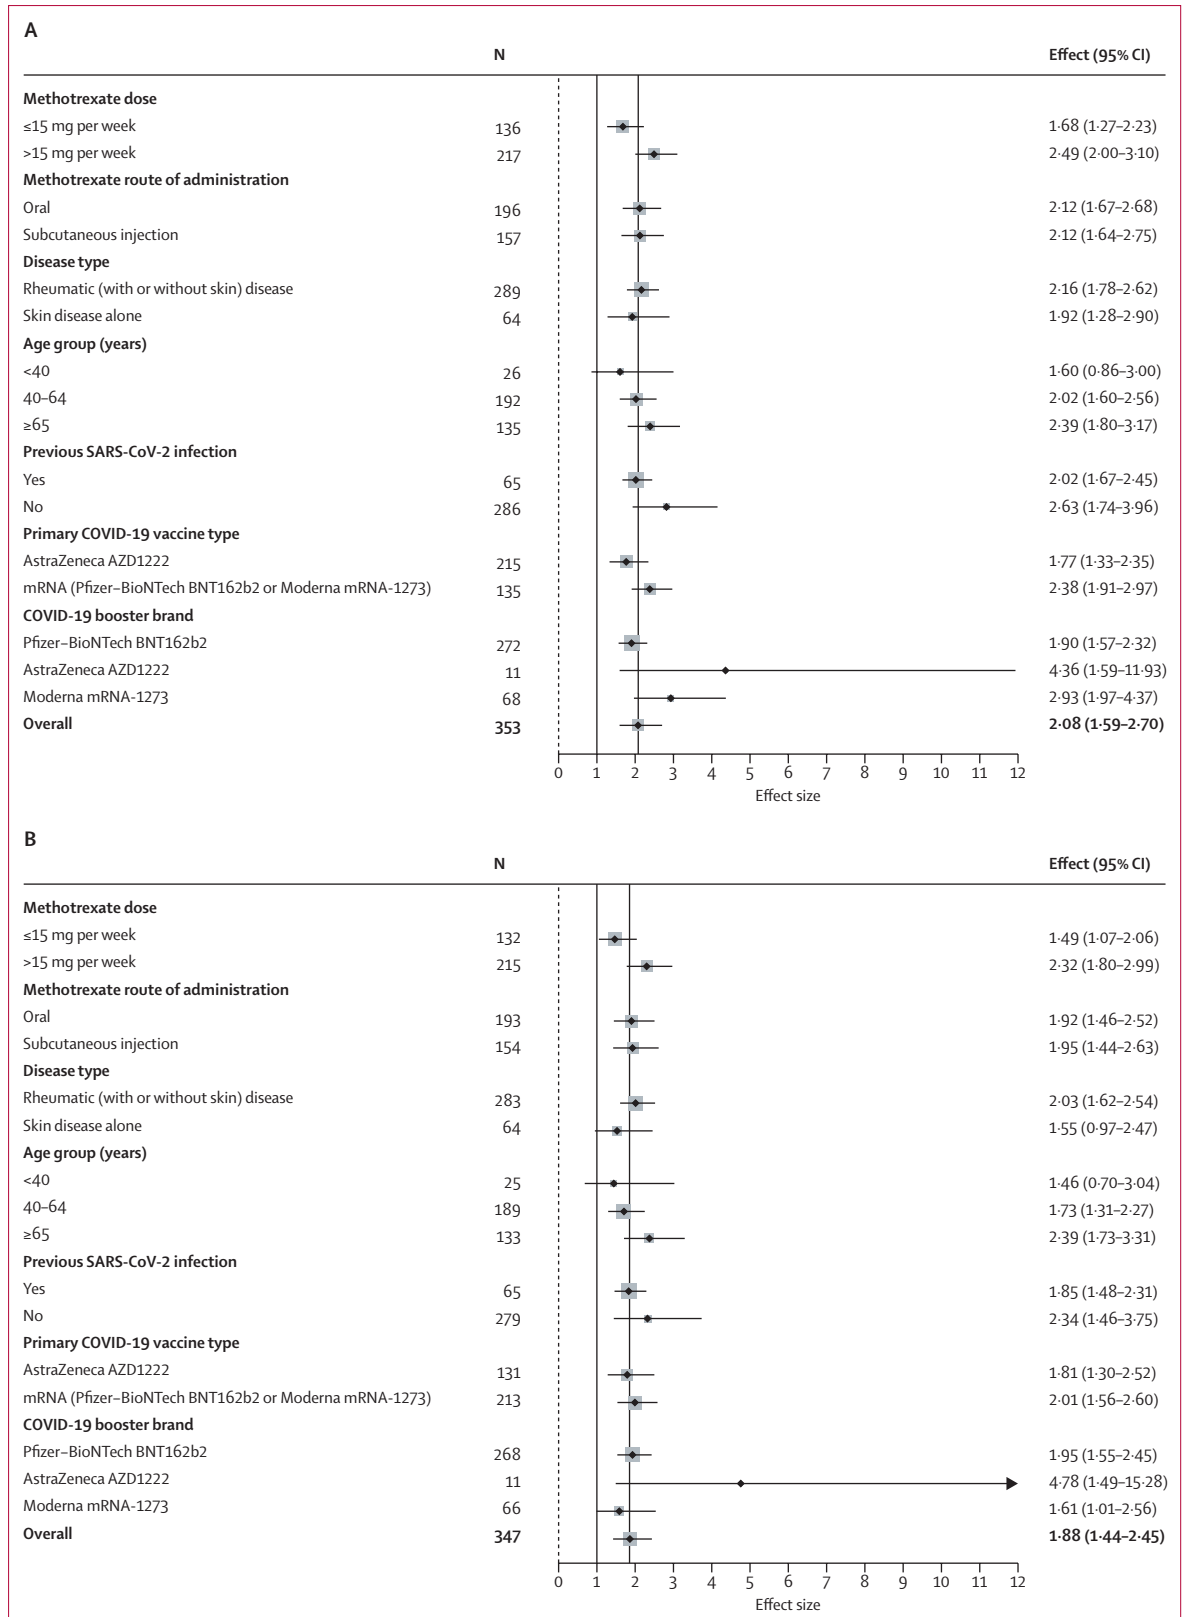 A
N Effect (95% CI)
Methotrexate dose
≤15 mg per week 136 1·68 (1·27–2·23)
>15 mg per week 217 2·49 (2·00–3·10)
Methotrexate route of administration
Oral 196 2·12 (1·67–2·68)
Subcutaneous injection 157 2·12 (1·64–2·75)
Disease type
Rheumatic (with or without skin) disease 289 2·16 (1·78–2·62)
Skin disease alone 64 1·92 (1·28–2·90)
Age group (years)
<40 26 1·60 (0·86–3·00)
40–64 192 2·02 (1·60–2·56)
≥65 135 2·39 (1·80–3·17)
Previous SARS-CoV-2 infection
Yes 65 2·02 (1·67–2·45)
No 286 2·63 (1·74–3·96)
Primary COVID-19 vaccine type
AstraZeneca AZD1222 215 1·77 (1·33–2·35)
mRNA (Pfizer–BioNTech BNT162b2 or Moderna mRNA-1273) 135 2·38 (1·91–2·97)
COVID-19 booster brand
Pfizer–BioNTech BNT162b2 272 1·90 (1·57–2·32)
AstraZeneca AZD1222 11 4·36 (1·59–11·93)
Moderna mRNA-1273 68 2·93 (1·97–4·37)
Overall 353 2·08 (1·59–2·70)
0 1 2 3 4 5 6 7 8 9 10 11 12
Effect size
B
N Effect (95% CI)
Methotrexate dose
≤15 mg per week 132 1·49 (1·07–2·06)
>15 mg per week 215 2·32 (1·80–2·99)
Methotrexate route of administration
Oral 193 1·92 (1·46–2·52)
Subcutaneous injection 154 1·95 (1·44–2·63)
Disease type
Rheumatic (with or without skin) disease 283 2·03 (1·62–2·54)
Skin disease alone 64 1·55 (0·97–2·47)
Age group (years)
<40 25 1·46 (0·70–3·04)
40–64 189 1·73 (1·31–2·27)
≥65 133 2·39 (1·73–3·31)
Previous SARS-CoV-2 infection
Yes 65 1·85 (1·48–2·31)
No 279 2·34 (1·46–3·75)
Primary COVID-19 vaccine type
AstraZeneca AZD1222 131 1·81 (1·30–2·52)
mRNA (Pfizer–BioNTech BNT162b2 or Moderna mRNA-1273) 213 2·01 (1·56–2·60)
COVID-19 booster brand
Pfizer–BioNTech BNT162b2 268 1·95 (1·55–2·45)
AstraZeneca AZD1222 11 4·78 (1·49–15·28)
Moderna mRNA-1273 66 1·61 (1·01–2·56)
Overall 347 1·88 (1·44–2·45)
0 1 2 3 4 5 6 7 8 9 10 11 12
Effect size